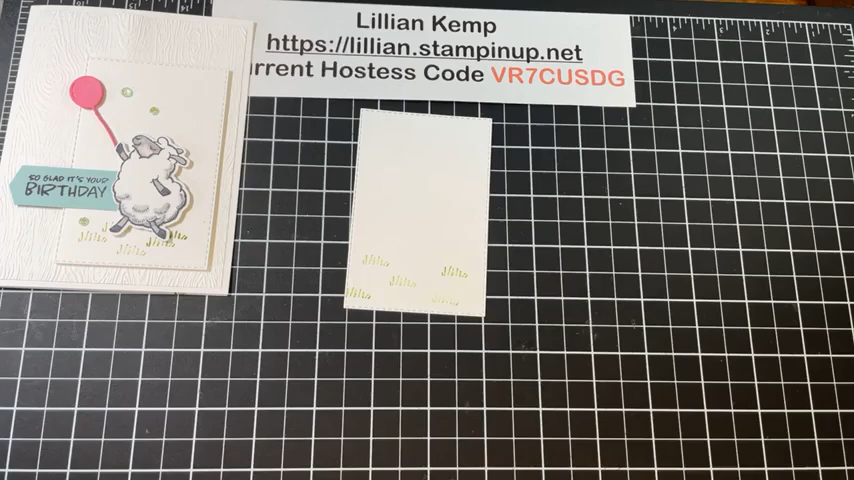 Lillian Kemp
https://lillian.stampinup.net
rrent Hostess Code VR7CUSDG
SO GLAD IT'S YOUR
BIRTHDAY